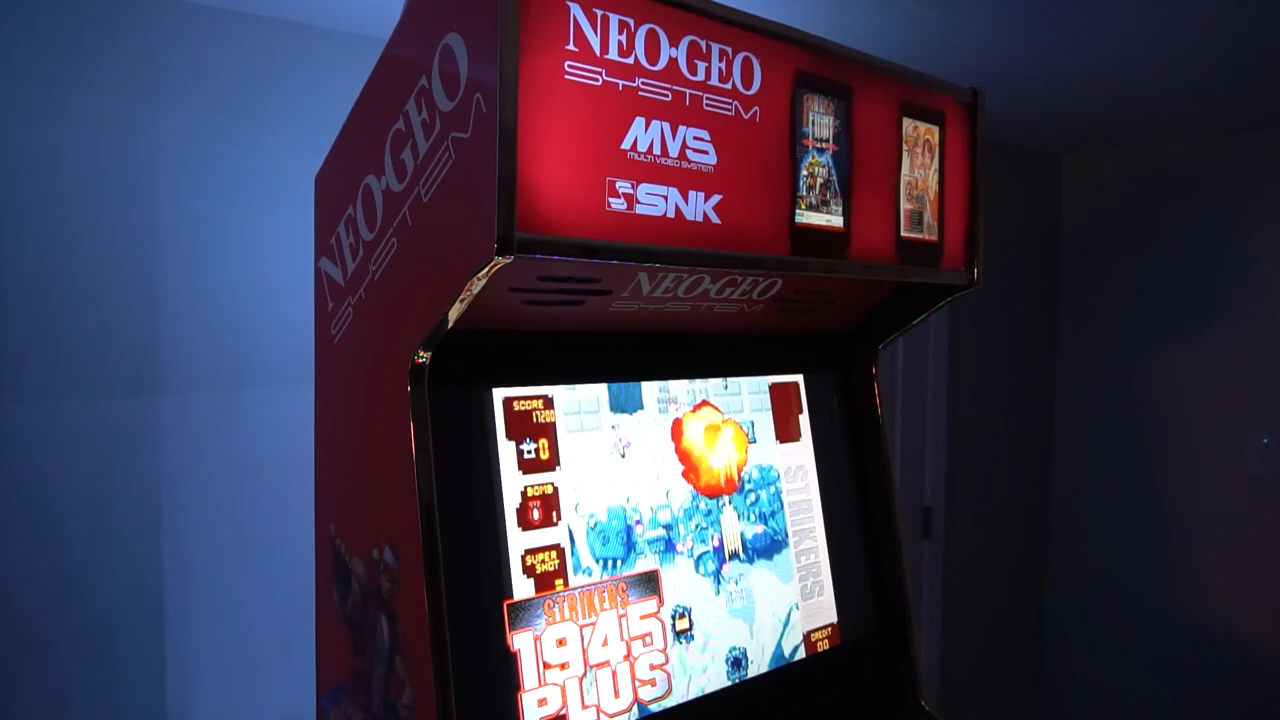 NEO·GEO
SYSTEM
NEO·GEO
SYSTEM
MVS
MULTI VIDEO SYSTEM
SNK
NEO·GEO
SYSTEM
SCORE
17200
0
BOMB
SUPER
SHOT
STRIKERS
STRIKERS
1945
PLUS
CREDIT
00